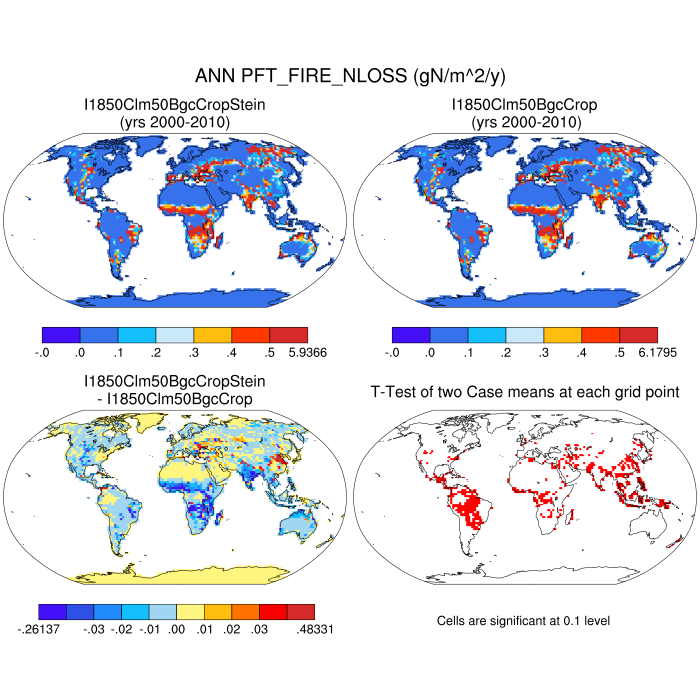 ANN PFT_FIRE_NLOSS (gN/m^2/y)
I1850Clm50BgcCropStein
(yrs 2000-2010)
I1850Clm50BgcCrop
(yrs 2000-2010)
-.0 .0 .1 .2 .3 .4 .5 5.9366
-.0 .0 .1 .2 .3 .4 .5 6.1795
I1850Clm50BgcCropStein
- I1850Clm50BgcCrop
T-Test of two Case means at each grid point
-.26137 -.03 -.02 -.01 .00 .01 .02 .03 .48331
Cells are significant at 0.1 level